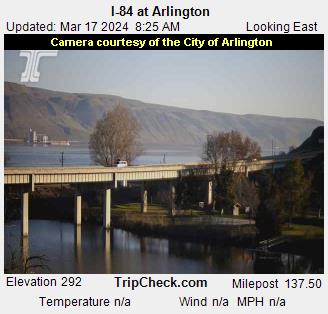 I-84 at Arlington
Updated: Mar 17 2024 8:25 AM Looking East
Camera courtesy of the City of Arlington
Elevation 292 TripCheck.com Milepost 137.50
Temperature n/a Wind n/a MPH n/a